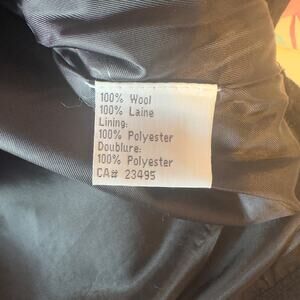 100% Wool
100% Laine
Lining:
100% Polyester
Doublure:
100% Polyester
CA# 23495